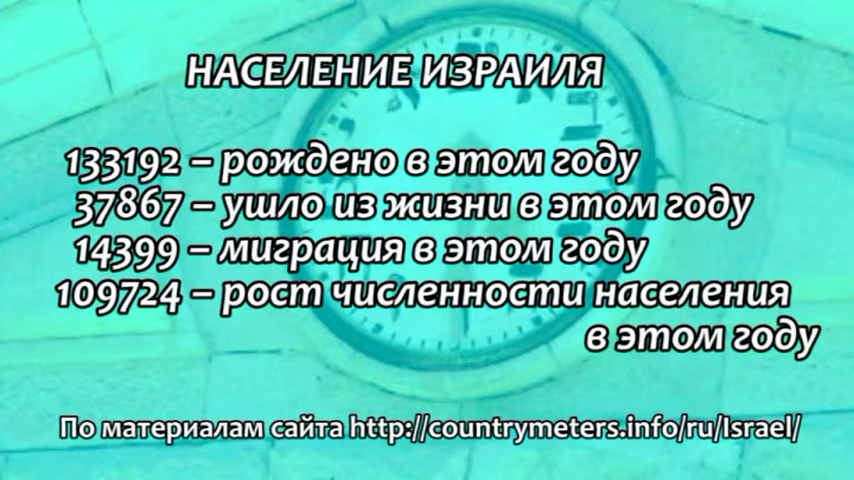 НАСЕЛЕНИЕ ИЗРАИЛЯ
133192 – рождено в этом году
37867 – ушло из жизни в этом году
14399 – миграция в этом году
109724 – рост численности населения
в этом году
По материалам сайта http://countrymeters.info/ru/Israel/